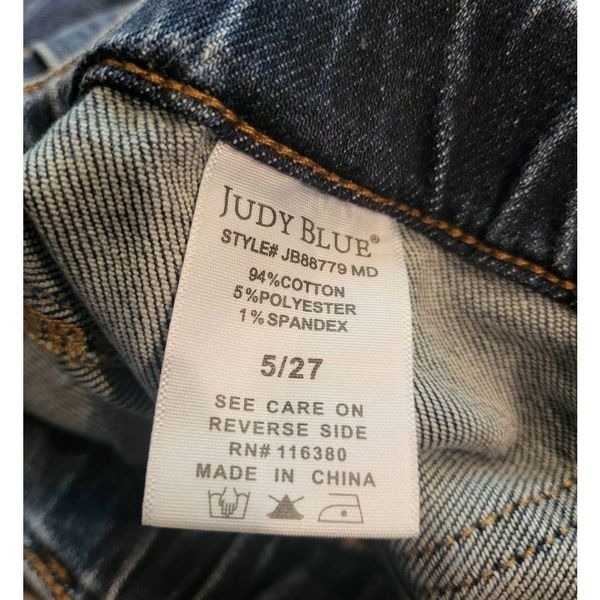 JUDY BLUE®
STYLE# JB88779 MD
94%COTTON
5%POLYESTER
1%SPANDEX
5/27
SEE CARE ON
REVERSE SIDE
RN# 116380
MADE IN CHINA